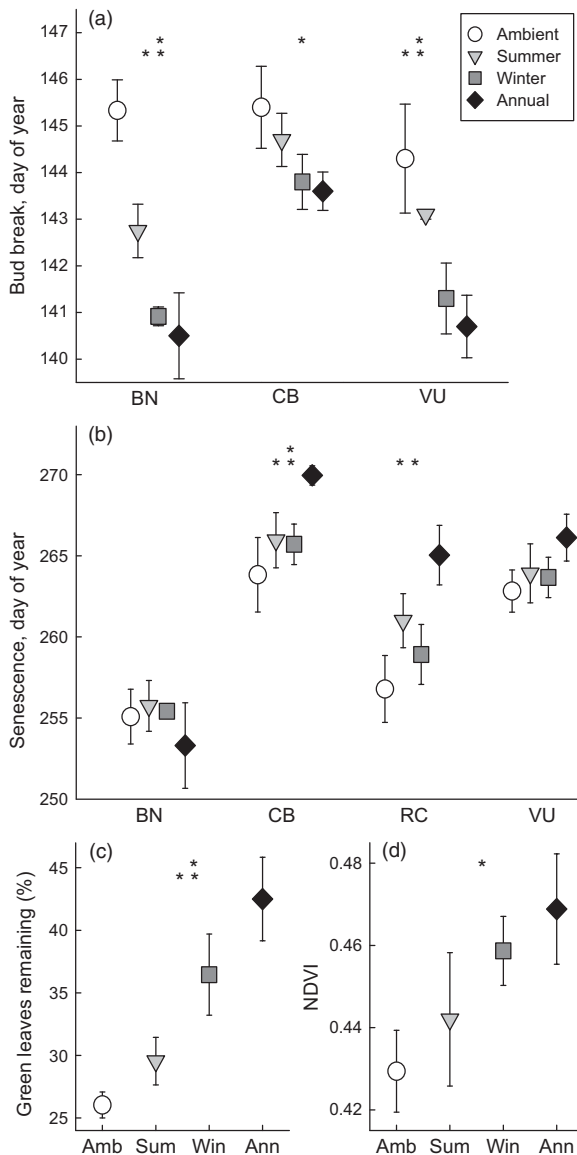 (a)
147
146
145
144
143
142
141
140
Bud break, day of year
* *
* *
*
* *
* *
Ambient
Summer
Winter
Annual
BN CB VU
(b)
270
265
260
255
250
Senescence, day of year
*
* *
* *
BN CB RC VU
(c)
45
40
35
30
25
Green leaves remaining (%)
*
* *
Amb Sum Win Ann
(d)
0.48
0.46
0.44
0.42
NDVI
*
Amb Sum Win Ann